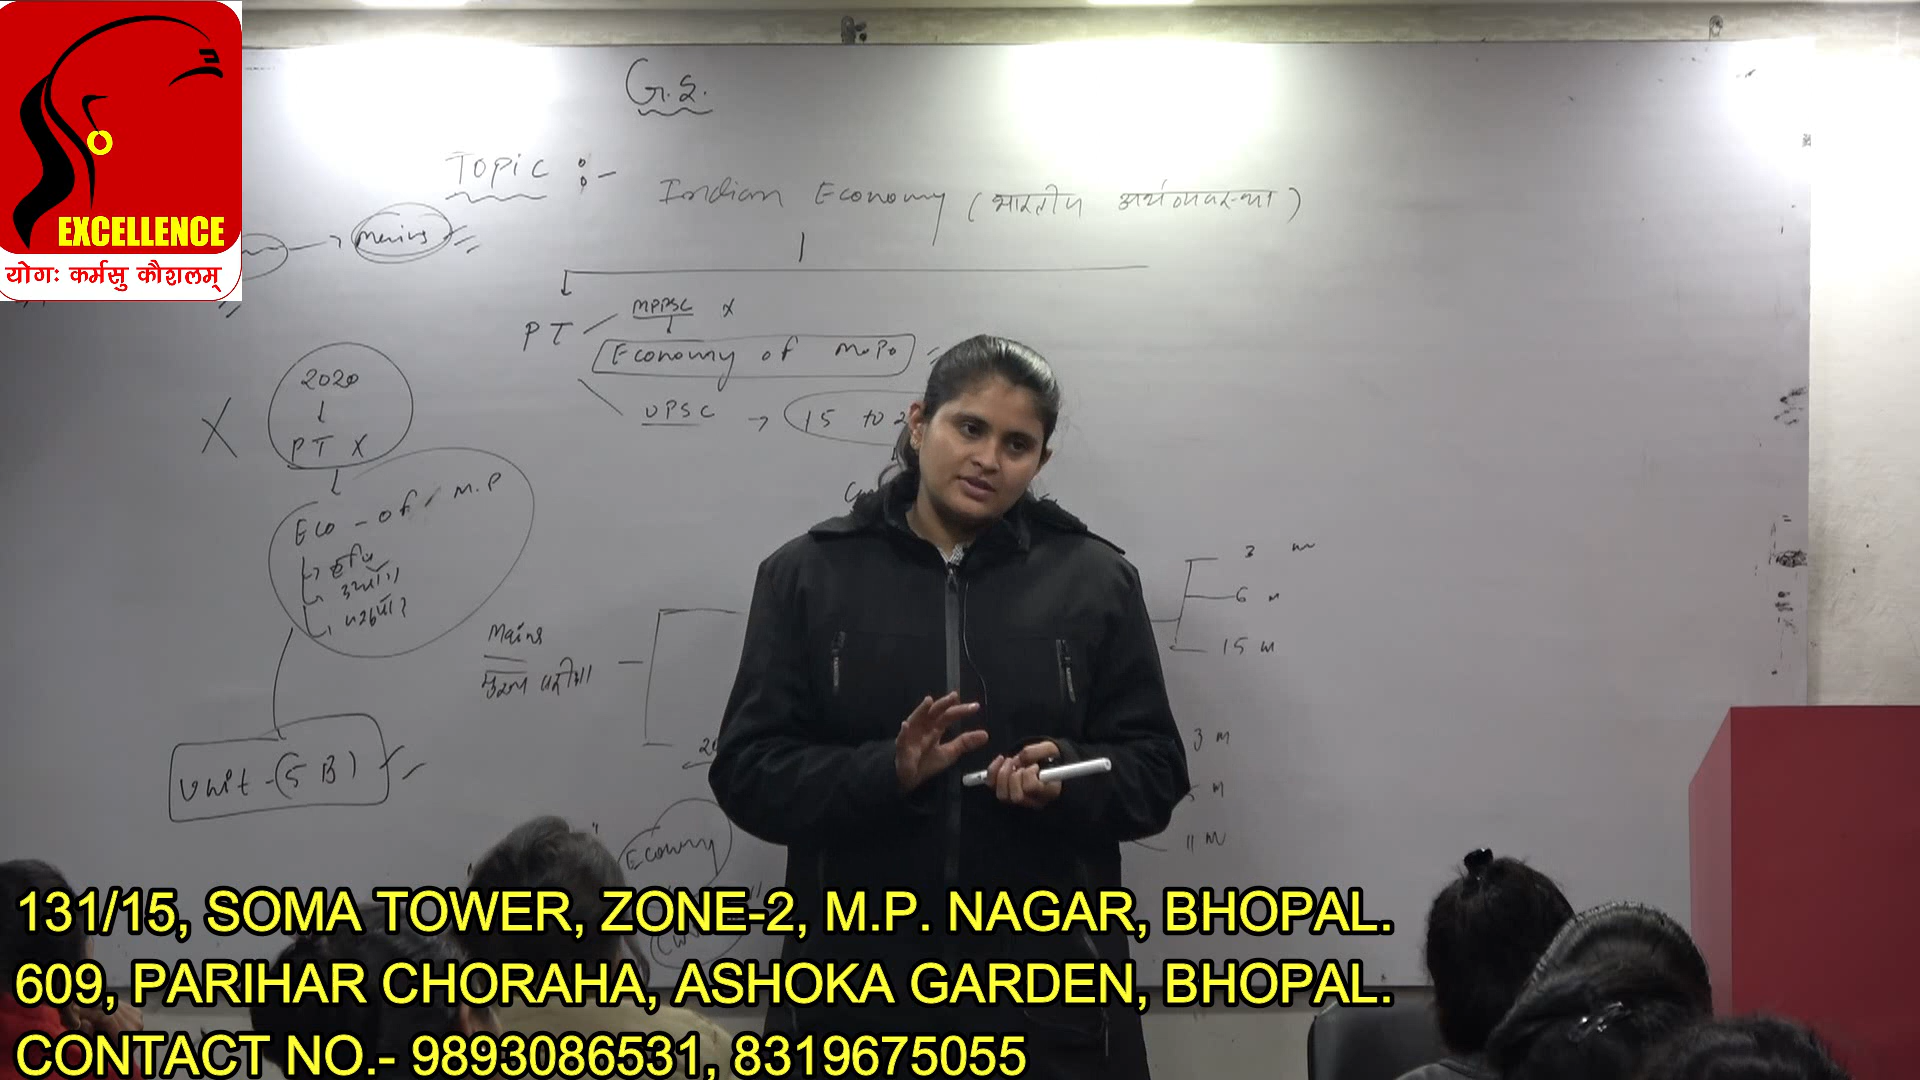 EXCELLENCE
योगः कर्मसु कौशलम्
G.S.
Topic :-
Indian Economy (भारतीय अर्थव्यवस्था)
Mains
PT
MPPSC X
Economy of M.P.
UPSC → 15 to 2
2020
PT X
X
Eco - of M.P
कृषि
उद्योग
Unit - (5 B)
Mains
मुख्य परीक्षा
3 m
6 m
15 m
3 m
5 m
11 m
Economy
131/15, SOMA TOWER, ZONE-2, M.P. NAGAR, BHOPAL.
609, PARIHAR CHORAHA, ASHOKA GARDEN, BHOPAL.
CONTACT NO.- 9893086531, 8319675055